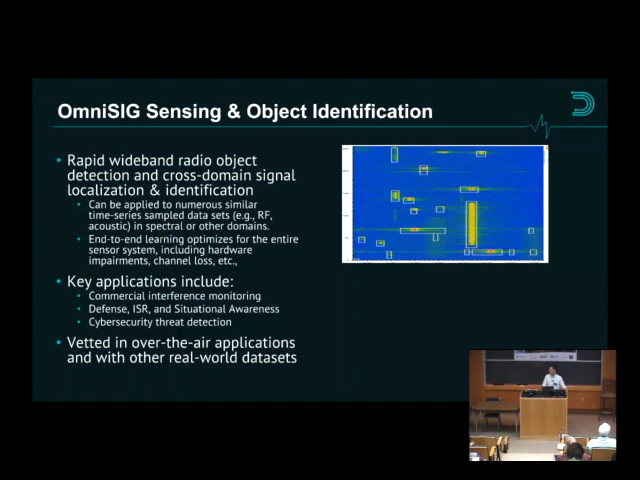 OmniSIG Sensing & Object Identification
• Rapid wideband radio object
detection and cross-domain signal
localization & identification
• Can be applied to numerous similar
time-series sampled data sets (e.g., RF,
acoustic) in spectral or other domains.
• End-to-end learning optimizes for the entire
sensor system, including hardware
impairments, channel loss, etc.,
• Key applications include:
• Commercial interference monitoring
• Defense, ISR, and Situational Awareness
• Cybersecurity threat detection
• Vetted in over-the-air applications
and with other real-world datasets